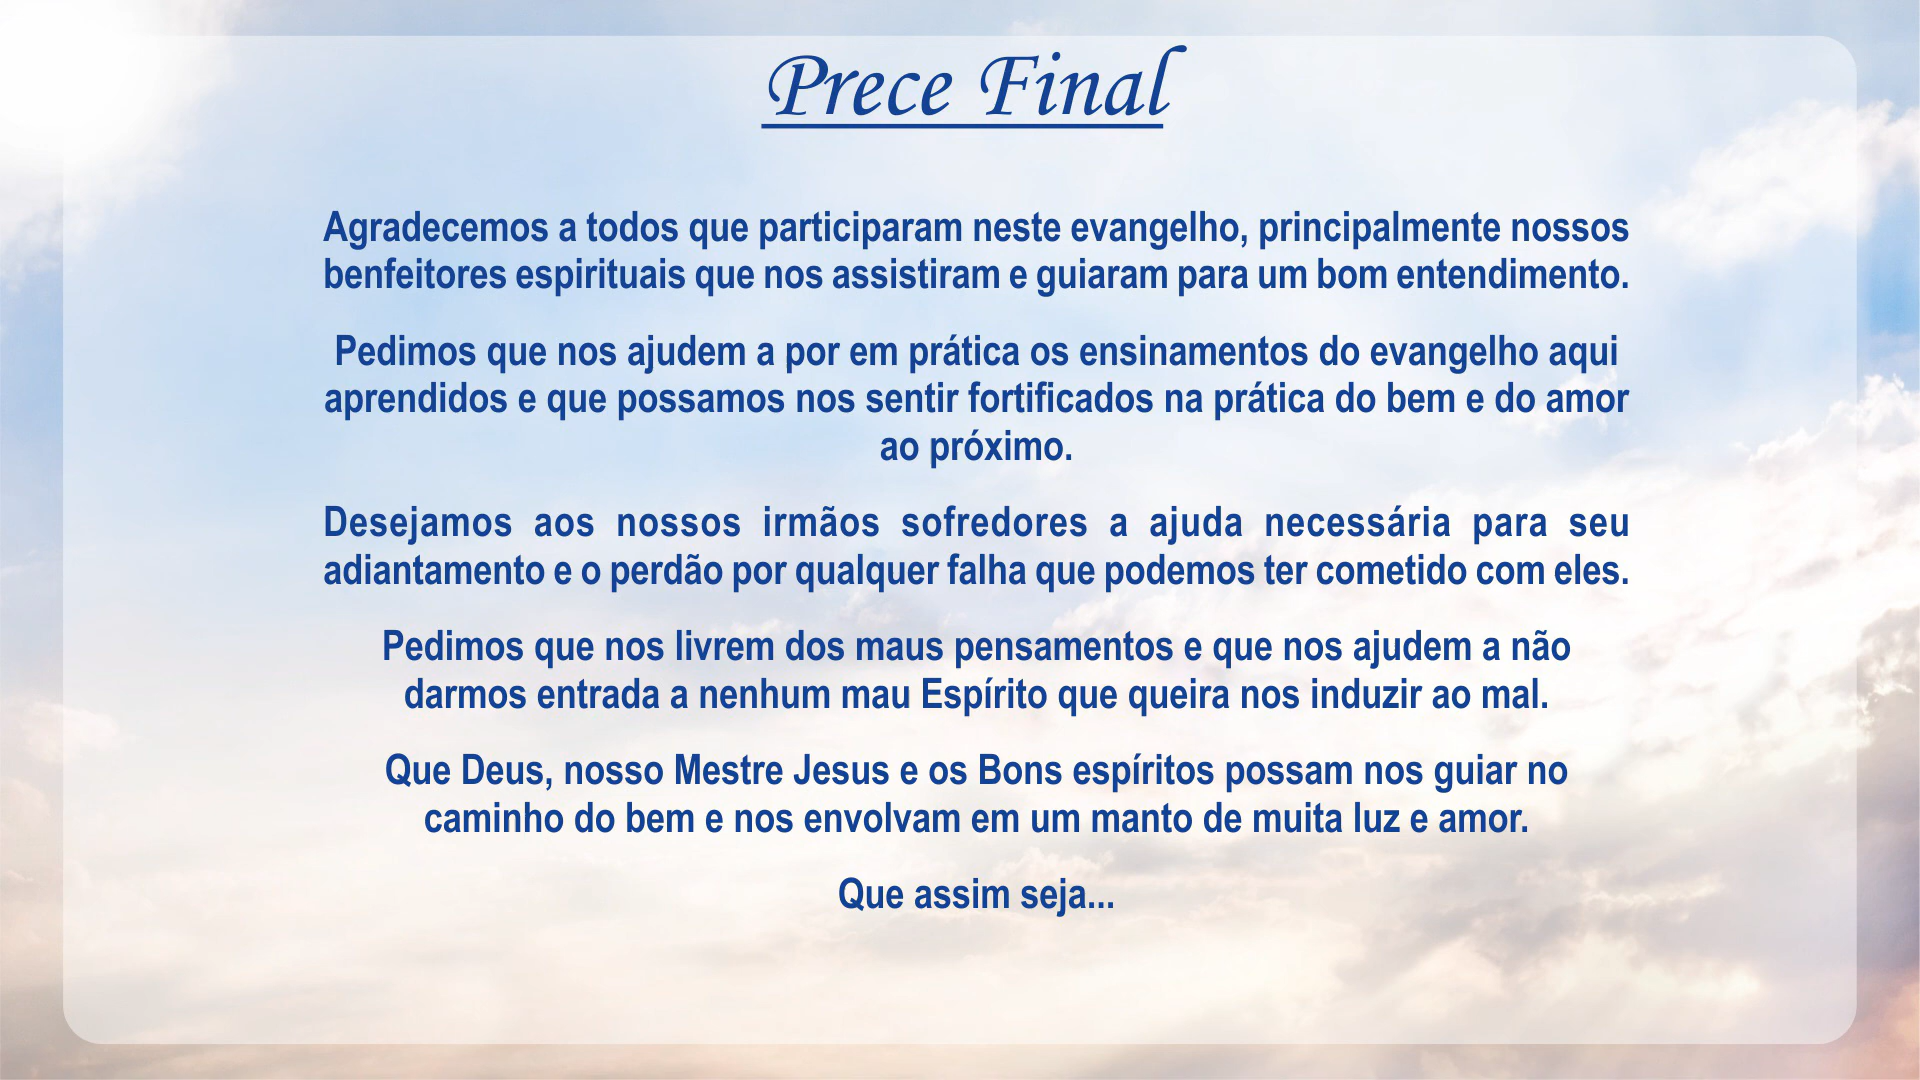 Prece Final
Agradecemos a todos que participaram neste evangelho, principalmente nossos
benfeitores espirituais que nos assistiram e guiaram para um bom entendimento.
Pedimos que nos ajudem a por em prática os ensinamentos do evangelho aqui
aprendidos e que possamos nos sentir fortificados na prática do bem e do amor
ao próximo.
Desejamos aos nossos irmãos sofredores a ajuda necessária para seu
adiantamento e o perdão por qualquer falha que podemos ter cometido com eles.
Pedimos que nos livrem dos maus pensamentos e que nos ajudem a não
darmos entrada a nenhum mau Espírito que queira nos induzir ao mal.
Que Deus, nosso Mestre Jesus e os Bons espíritos possam nos guiar no
caminho do bem e nos envolvam em um manto de muita luz e amor.
Que assim seja...